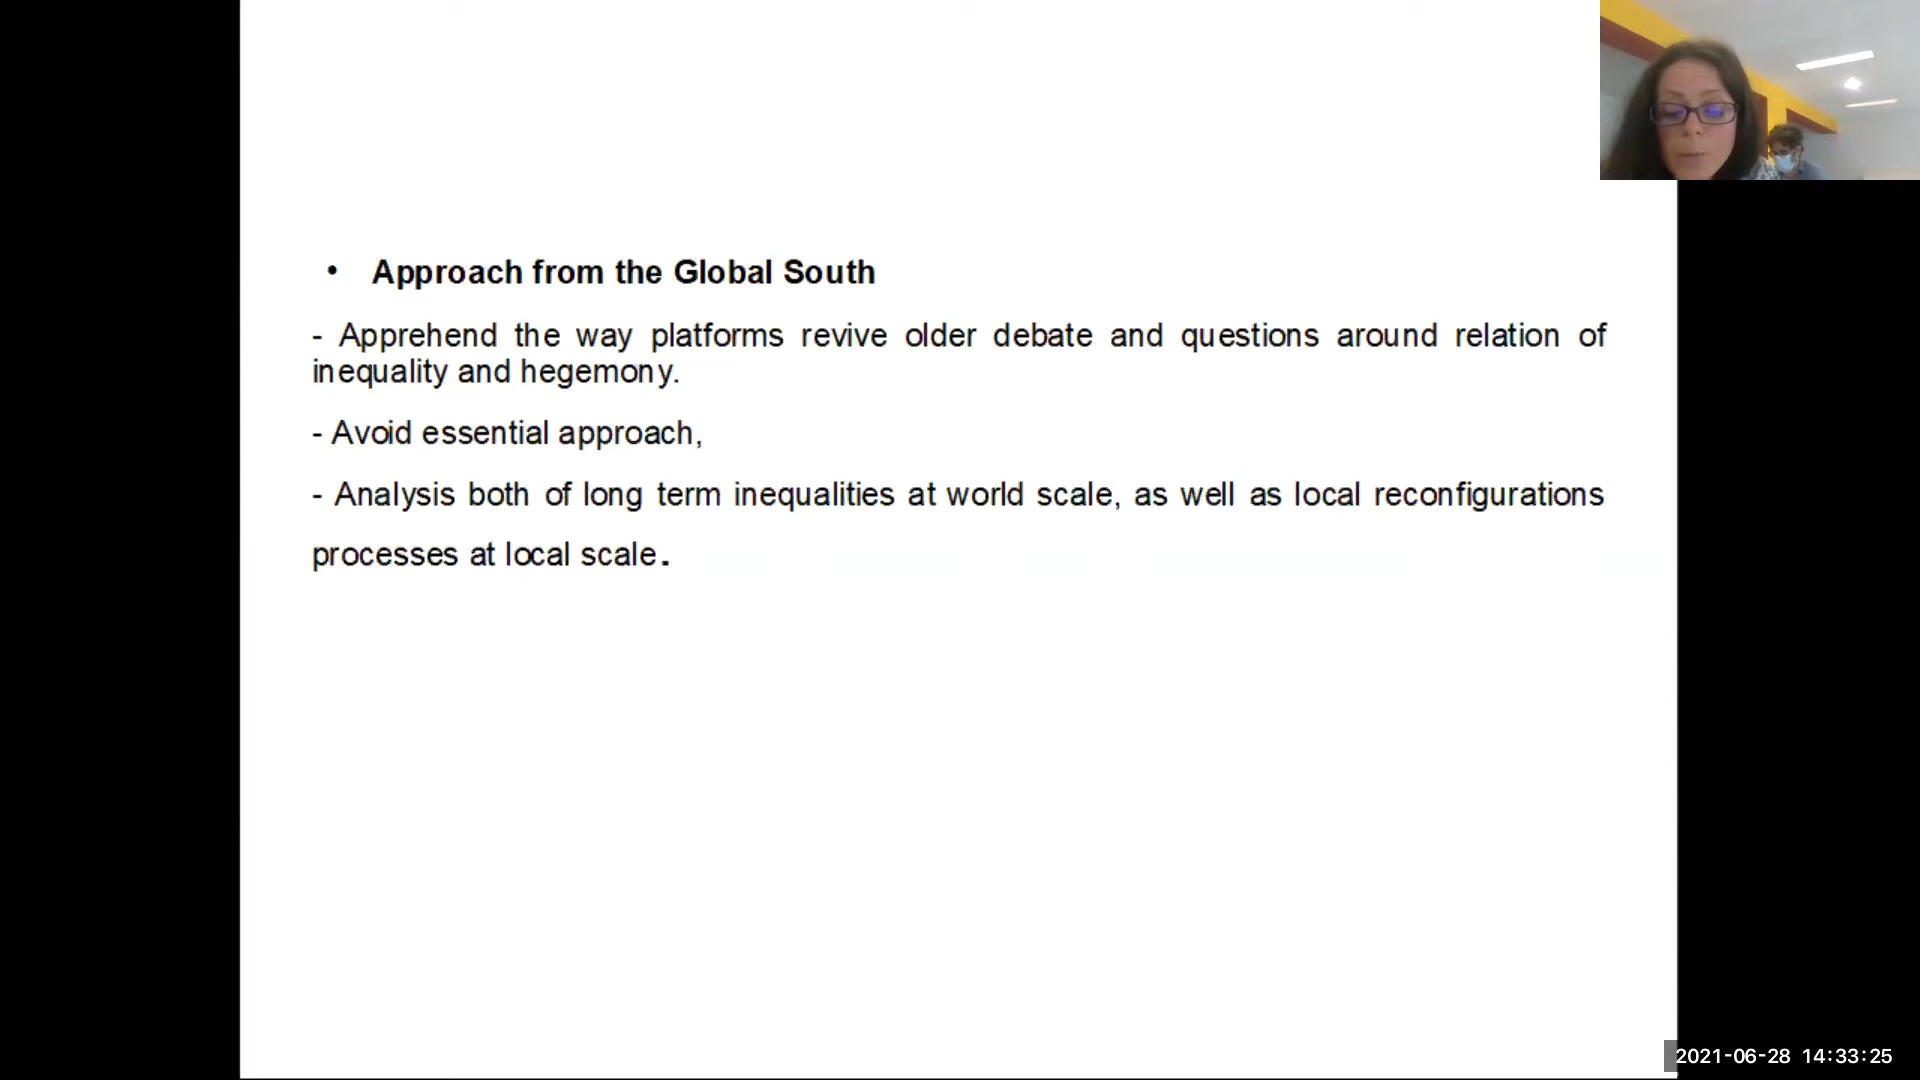 • Approach from the Global South
- Apprehend the way platforms revive older debate and questions around relation of
inequality and hegemony.
- Avoid essential approach,
- Analysis both of long term inequalities at world scale, as well as local reconfigurations
processes at local scale.
2021-06-28 14:33:25